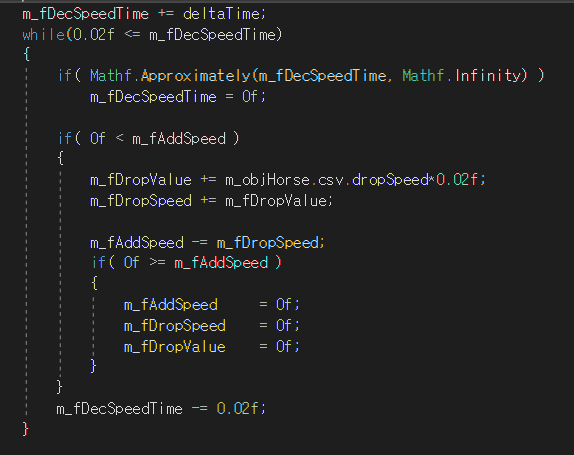 m_fDecSpeedTime += deltaTime;
while(0.02f <= m_fDecSpeedTime)
{
if( Mathf.Approximately(m_fDecSpeedTime, Mathf.Infinity) )
m_fDecSpeedTime = 0f;
if( 0f < m_fAddSpeed )
{
m_fDropValue += m_objHorse.csv.dropSpeed*0.02f;
m_fDropSpeed += m_fDropValue;
m_fAddSpeed -= m_fDropSpeed;
if( 0f >= m_fAddSpeed )
{
m_fAddSpeed = 0f;
m_fDropSpeed = 0f;
m_fDropValue = 0f;
}
}
m_fDecSpeedTime -= 0.02f;
}